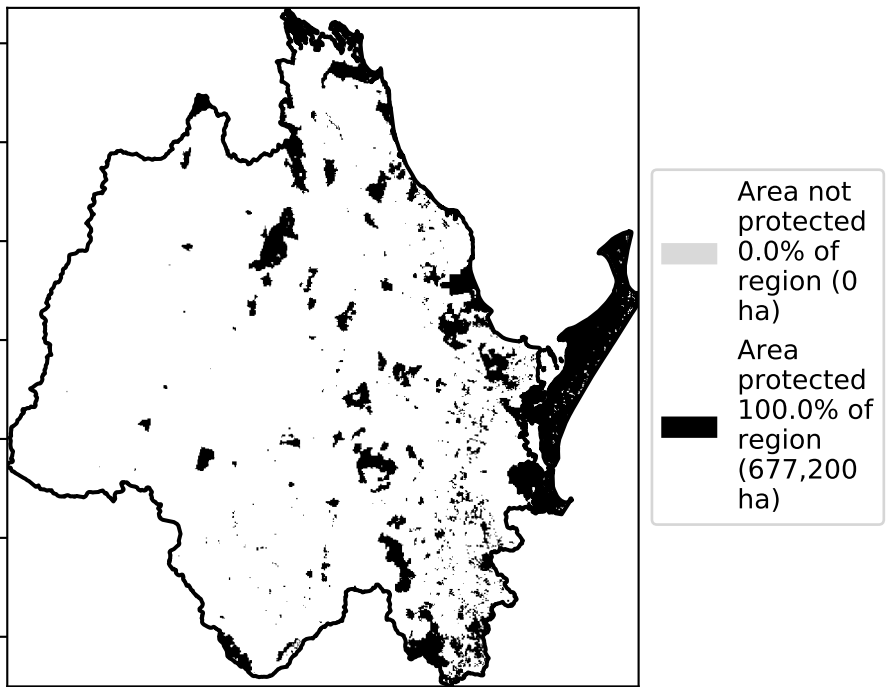 Area not
protected
0.0% of
region (0
ha)
Area
protected
100.0% of
region
(677,200
ha)